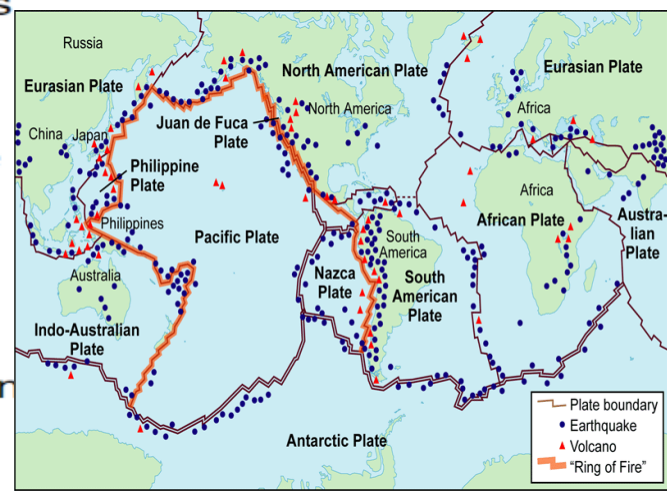 Russia
Eurasian Plate
North American Plate
Eurasian Plate
North America
Africa
Juan de Fuca
Plate
China
Japan
Philippine
Plate
Africa
African Plate
Austra-
lian
Plate
Philippines
Pacific Plate
South
America
Australia
Nazca
Plate
South
American
Plate
Indo-Australian
Plate
Antarctic Plate
Plate boundary
Earthquake
Volcano
"Ring of Fire"